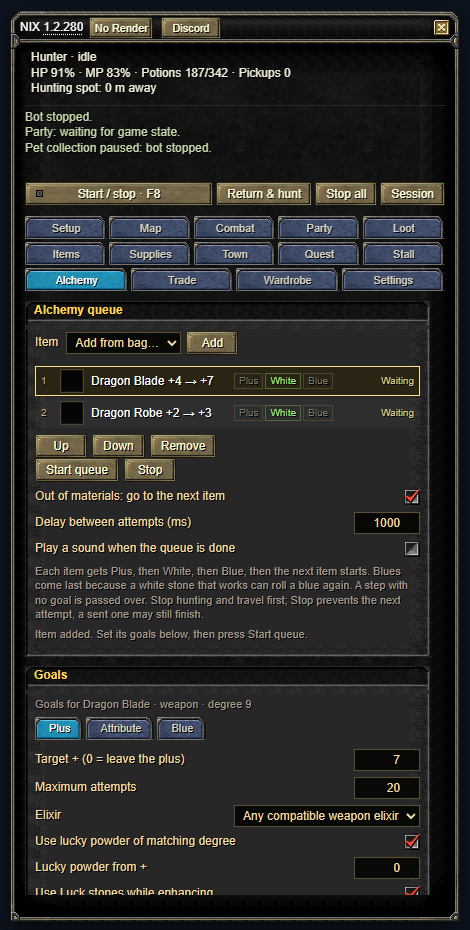 NIX 1.2.280 No Render Discord
Hunter · idle
HP 91% · MP 83% · Potions 187/342 · Pickups 0
Hunting spot: 0 m away
Bot stopped.
Party: waiting for game state.
Pet collection paused: bot stopped.
Start / stop · F8 Return & hunt Stop all Session
Setup Map Combat Party Loot
Items Supplies Town Quest Stall
Alchemy Trade Wardrobe Settings
Alchemy queue
Item Add from bag... Add
1 Dragon Blade +4 → +7 Plus White Blue Waiting
2 Dragon Robe +2 → +3 Plus White Blue Waiting
Up Down Remove
Start queue Stop
Out of materials: go to the next item
Delay between attempts (ms) 1000
Play a sound when the queue is done
Each item gets Plus, then White, then Blue, then the next item starts. Blues
come last because a white stone that works can roll a blue again. A step with
no goal is passed over. Stop hunting and travel first; Stop prevents the next
attempt, a sent one may still finish.
Item added. Set its goals below, then press Start queue.
Goals
Goals for Dragon Blade · weapon · degree 9
Plus Attribute Blue
Target + (0 = leave the plus) 7
Maximum attempts 20
Elixir Any compatible weapon elixir
Use lucky powder of matching degree
Lucky powder from + 0
Use Luck stones while enhancing